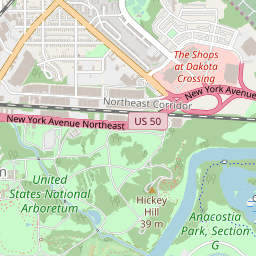 The Shops
at Dakota
Crossing
New York Avenue
Northeast Corridor
New York Avenue Northeast
US 50
United
States National
Arboretum
Hickey
Hill
39 m
Anacostia
Park, Section
G